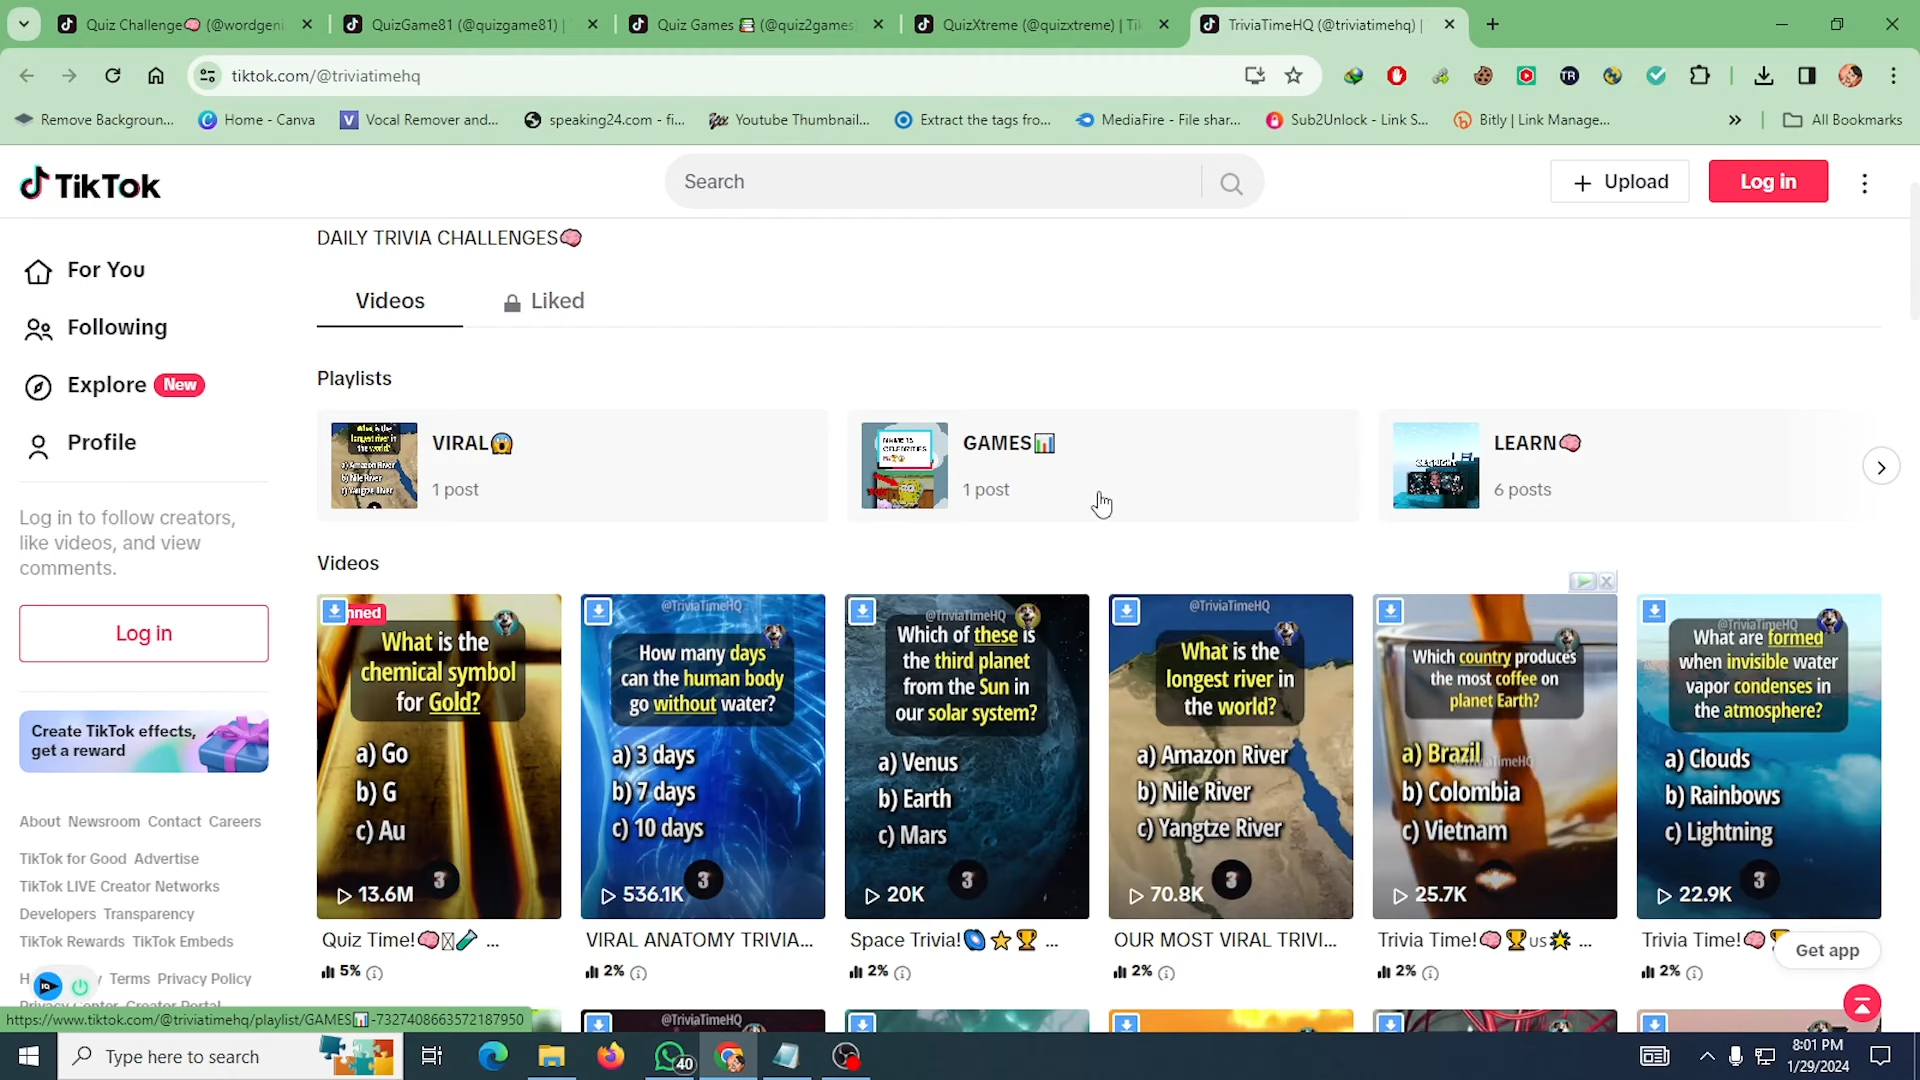 Quiz Challenge🧠 (@wordgeni
QuizGame81 (@quizgame81) |
Quiz Games 📚 (@quiz2games
QuizXtreme (@quizxtreme) | Tik
TriviaTimeHQ (@triviatimehq) |
tiktok.com/@triviatimehq
Remove Backgroun...
Home - Canva
Vocal Remover and...
speaking24.com - fi...
Youtube Thumbnail...
Extract the tags fro...
MediaFire - File shar...
Sub2Unlock - Link S...
Bitly | Link Manage...
All Bookmarks
TikTok
Search
Upload
Log in
DAILY TRIVIA CHALLENGES🧠
For You
Following
Explore New
Profile
Videos
Liked
Playlists
VIRAL😱
1 post
GAMES📊
1 post
LEARN🧠
6 posts
Log in to follow creators,
like videos, and view
comments.
Log in
Create TikTok effects,
get a reward
About Newsroom Contact Careers
TikTok for Good Advertise
TikTok LIVE Creator Networks
Developers Transparency
TikTok Rewards TikTok Embeds
Terms Privacy Policy
Videos
What is the
chemical symbol
for Gold?
a) Go
b) G
c) Au
3
13.6M
Quiz Time!🧠 🧪 ...
5%
@TriviaTimeHQ
How many days
can the human body
go without water?
a) 3 days
b) 7 days
c) 10 days
3
536.1K
VIRAL ANATOMY TRIVIA...
2%
@TriviaTimeHQ
Which of these is
the third planet
from the Sun in
our solar system?
a) Venus
b) Earth
c) Mars
3
20K
Space Trivia!🌌⭐🏆 ...
2%
@TriviaTimeHQ
What is the
longest river in
the world?
a) Amazon River
b) Nile River
c) Yangtze River
3
70.8K
OUR MOST VIRAL TRIVI...
2%
Which country produces
the most coffee on
planet Earth?
a) Brazil
b) Colombia
c) Vietnam
25.7K
Trivia Time!🧠🏆US🌟 ...
2%
@TriviaTimeHQ
What are formed
when invisible water
vapor condenses in
the atmosphere?
a) Clouds
b) Rainbows
c) Lightning
3
22.9K
Trivia Time!🧠
2%
Get app
@TriviaTimeHQ
https://www.tiktok.com/@triviatimehq/playlist/GAMES📊-7327408663572187950
Type here to search
40
8:01 PM
1/29/2024